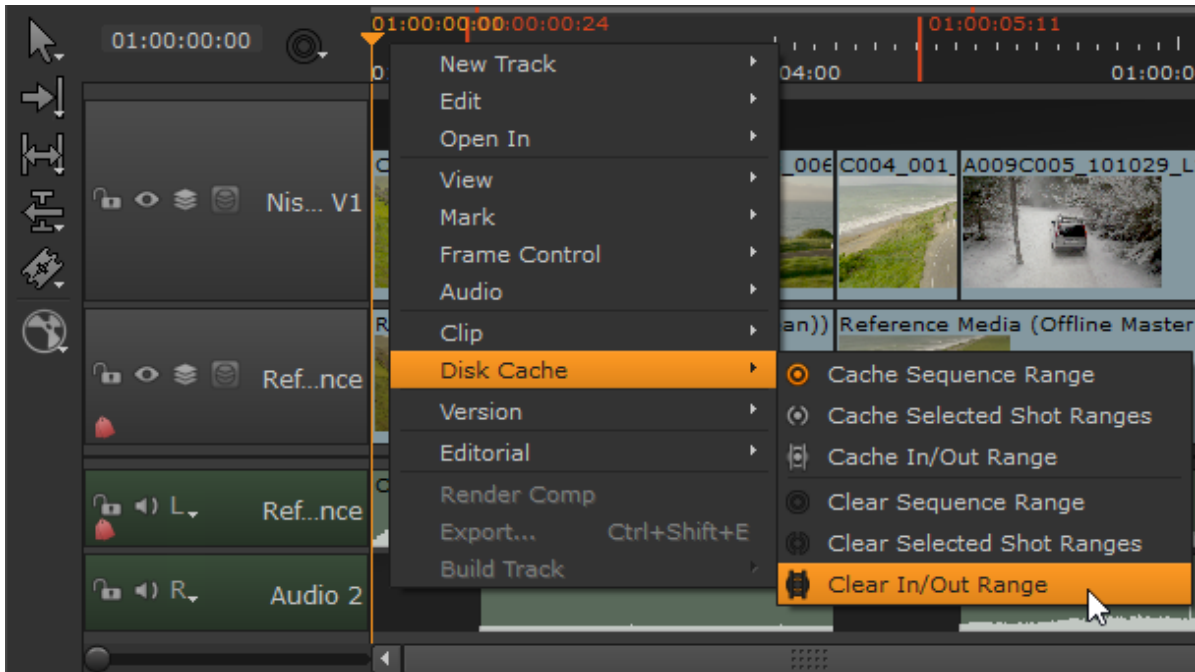 01:00:00:00
01:00:00:00
00:00:24
01:00:05:11
04:00
01:00:0
New Track
Edit
Open In
View
Mark
Frame Control
Audio
Clip
Disk Cache
Version
Editorial
Render Comp
Export... Ctrl+Shift+E
Build Track
Cache Sequence Range
Cache Selected Shot Ranges
Cache In/Out Range
Clear Sequence Range
Clear Selected Shot Ranges
Clear In/Out Range
Nis... V1
_006
C004_001_
A009C005_101029_L
Ref...nce
R
an))
Reference Media (Offline Master
L
Ref...nce
R
Audio 2